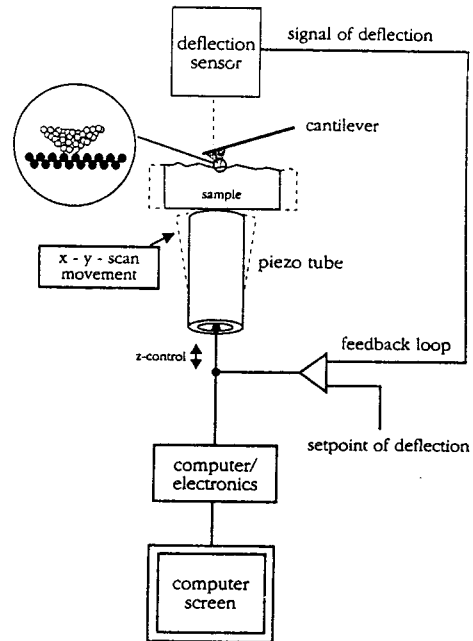 deflection
sensor
signal of deflection
cantilever
sample
x - y - scan
movement
piezo tube
z-control
feedback loop
setpoint of deflection
computer/
electronics
computer
screen